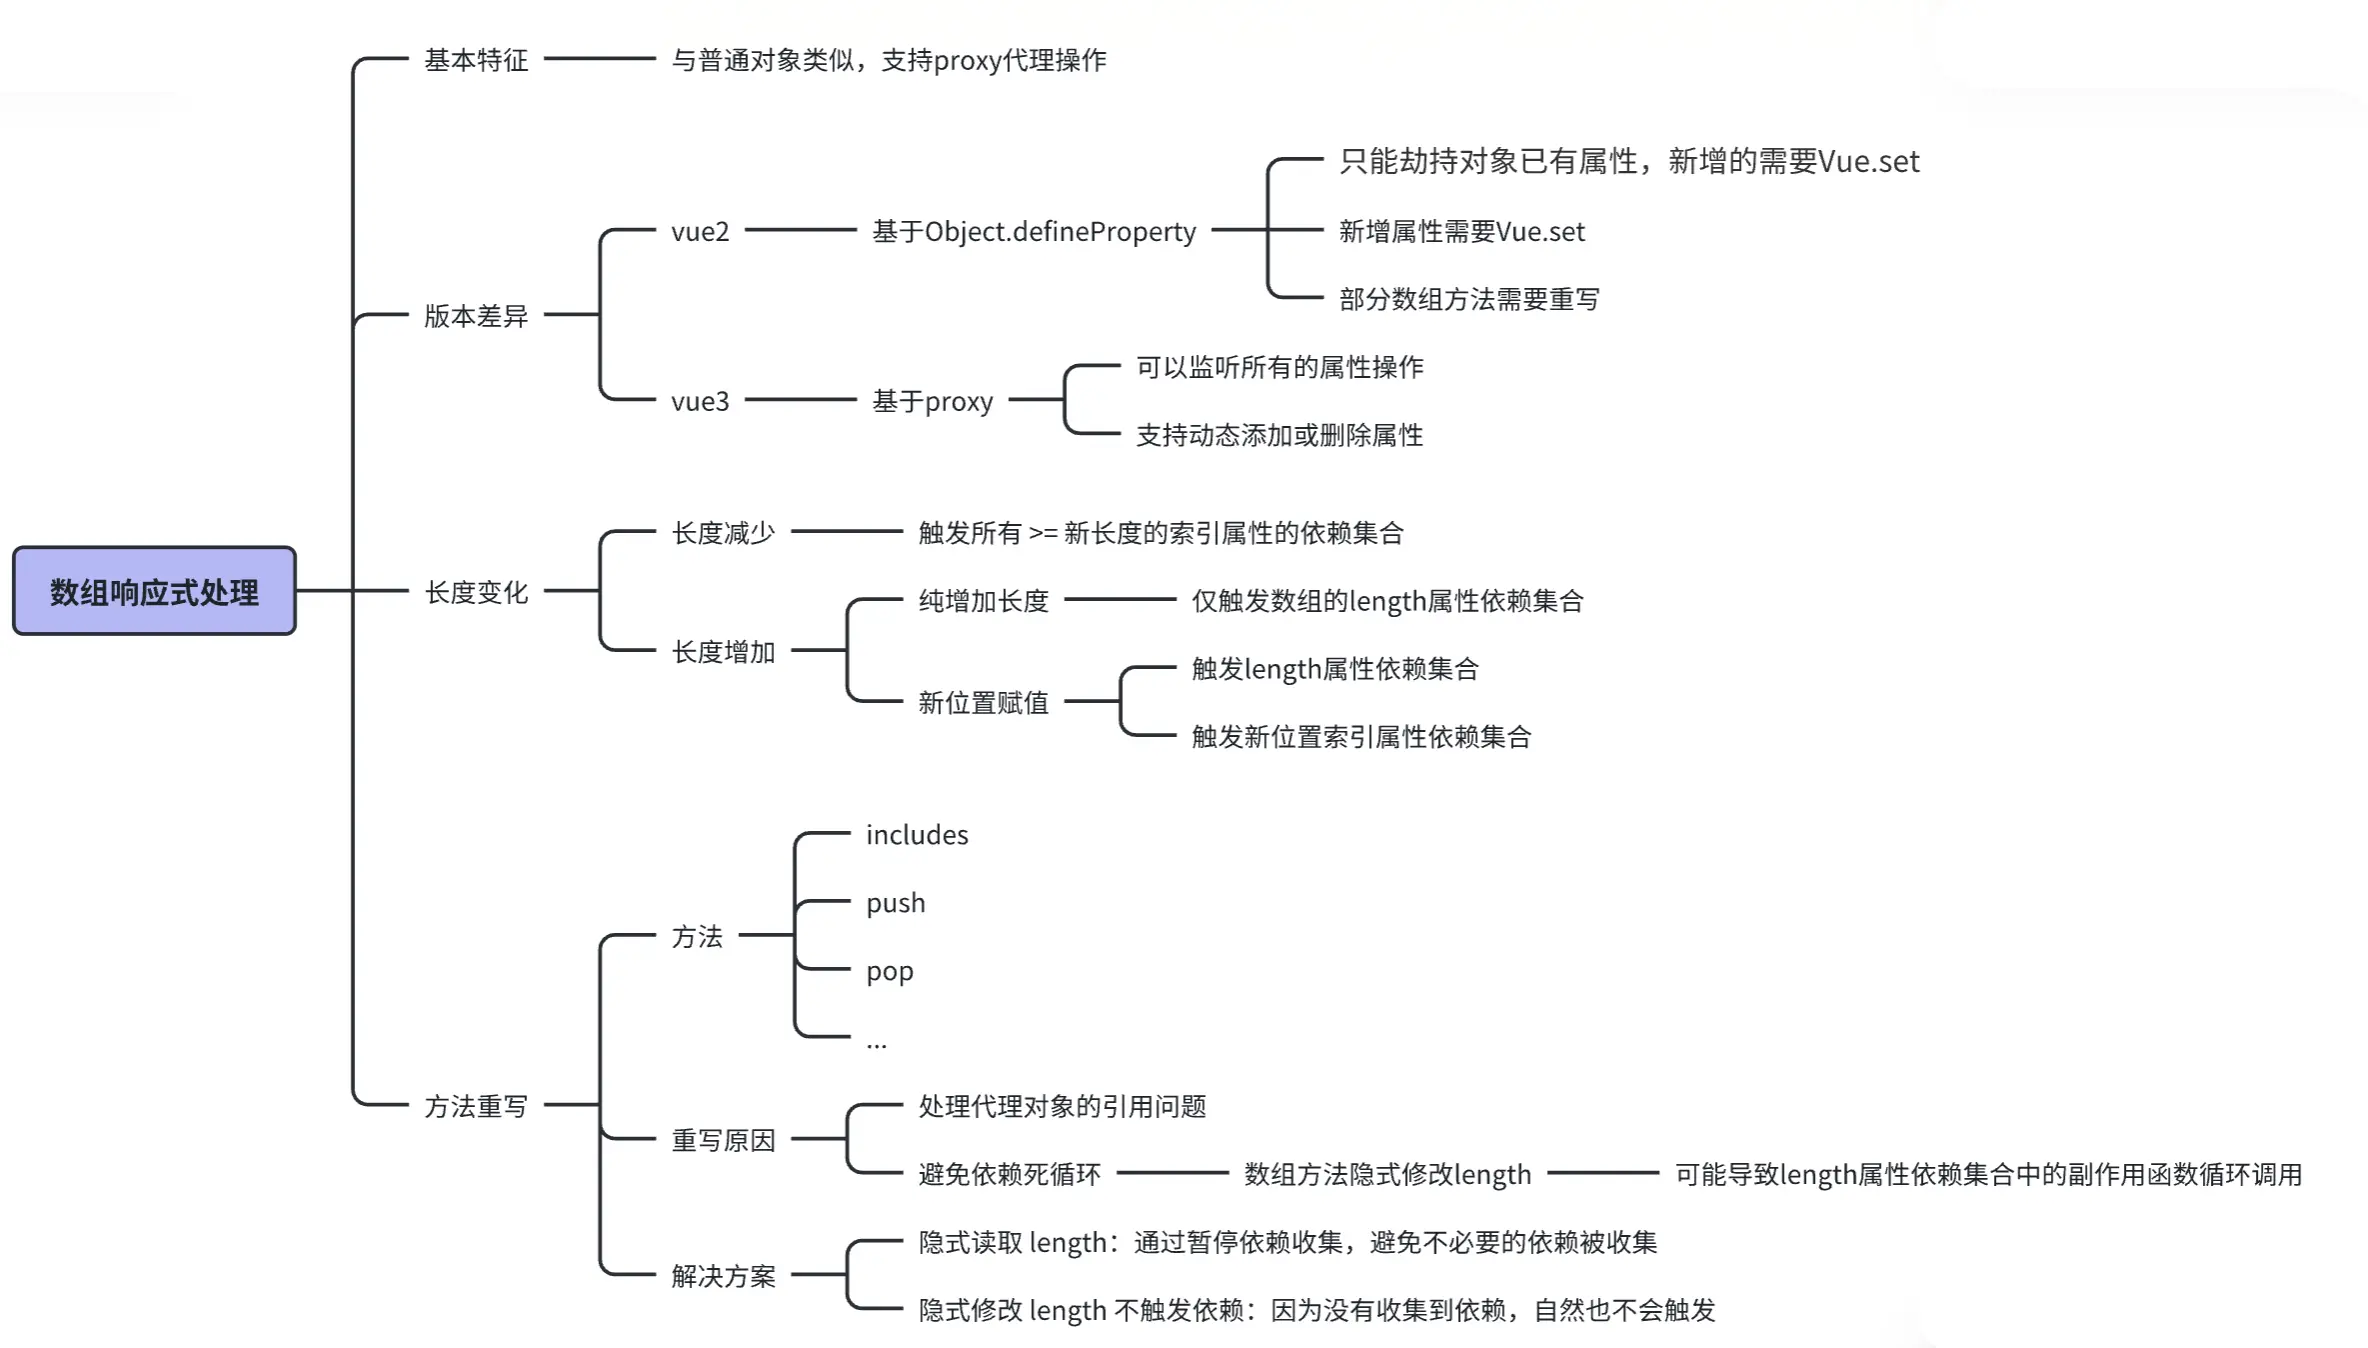 数组响应式处理
基本特征
与普通对象类似，支持proxy代理操作
版本差异
vue2
基于Object.defineProperty
只能劫持对象已有属性，新增的需要Vue.set
新增属性需要Vue.set
部分数组方法需要重写
vue3
基于proxy
可以监听所有的属性操作
支持动态添加或删除属性
长度变化
长度减少
触发所有 >= 新长度的索引属性的依赖集合
长度增加
纯增加长度
仅触发数组的length属性依赖集合
新位置赋值
触发length属性依赖集合
触发新位置索引属性依赖集合
方法重写
方法
includes
push
pop
...
重写原因
处理代理对象的引用问题
避免依赖死循环
数组方法隐式修改length
可能导致length属性依赖集合中的副作用函数循环调用
解决方案
隐式读取 length：通过暂停依赖收集，避免不必要的依赖被收集
隐式修改 length 不触发依赖：因为没有收集到依赖，自然也不会触发